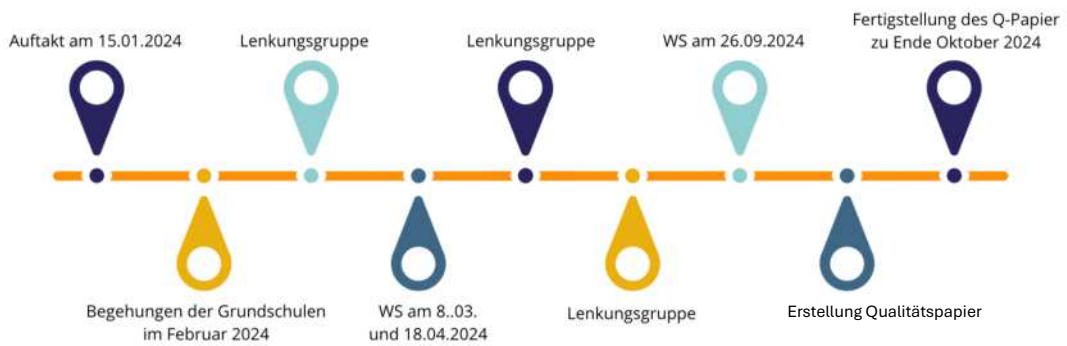 Auftakt am 15.01.2024
Lenkungsgruppe
Lenkungsgruppe
WS am 26.09.2024
Fertigstellung des Q-Papier
zu Ende Oktober 2024
Begehungen der Grundschulen
im Februar 2024
WS am 8..03.
und 18.04.2024
Lenkungsgruppe
Erstellung Qualitätspapier